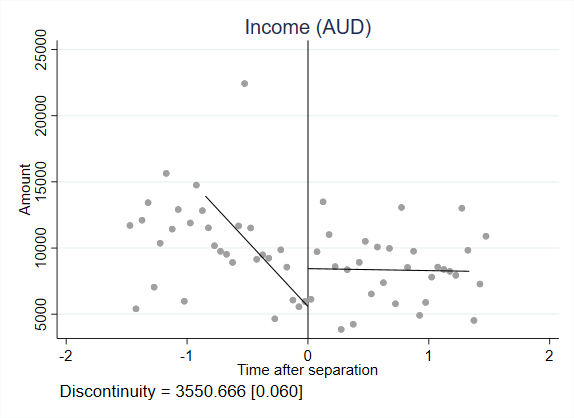 Income (AUD)
25000
20000
15000
10000
5000
Amount
-2 -1 0 1 2
Time after separation
Discontinuity = 3550.666 [0.060]